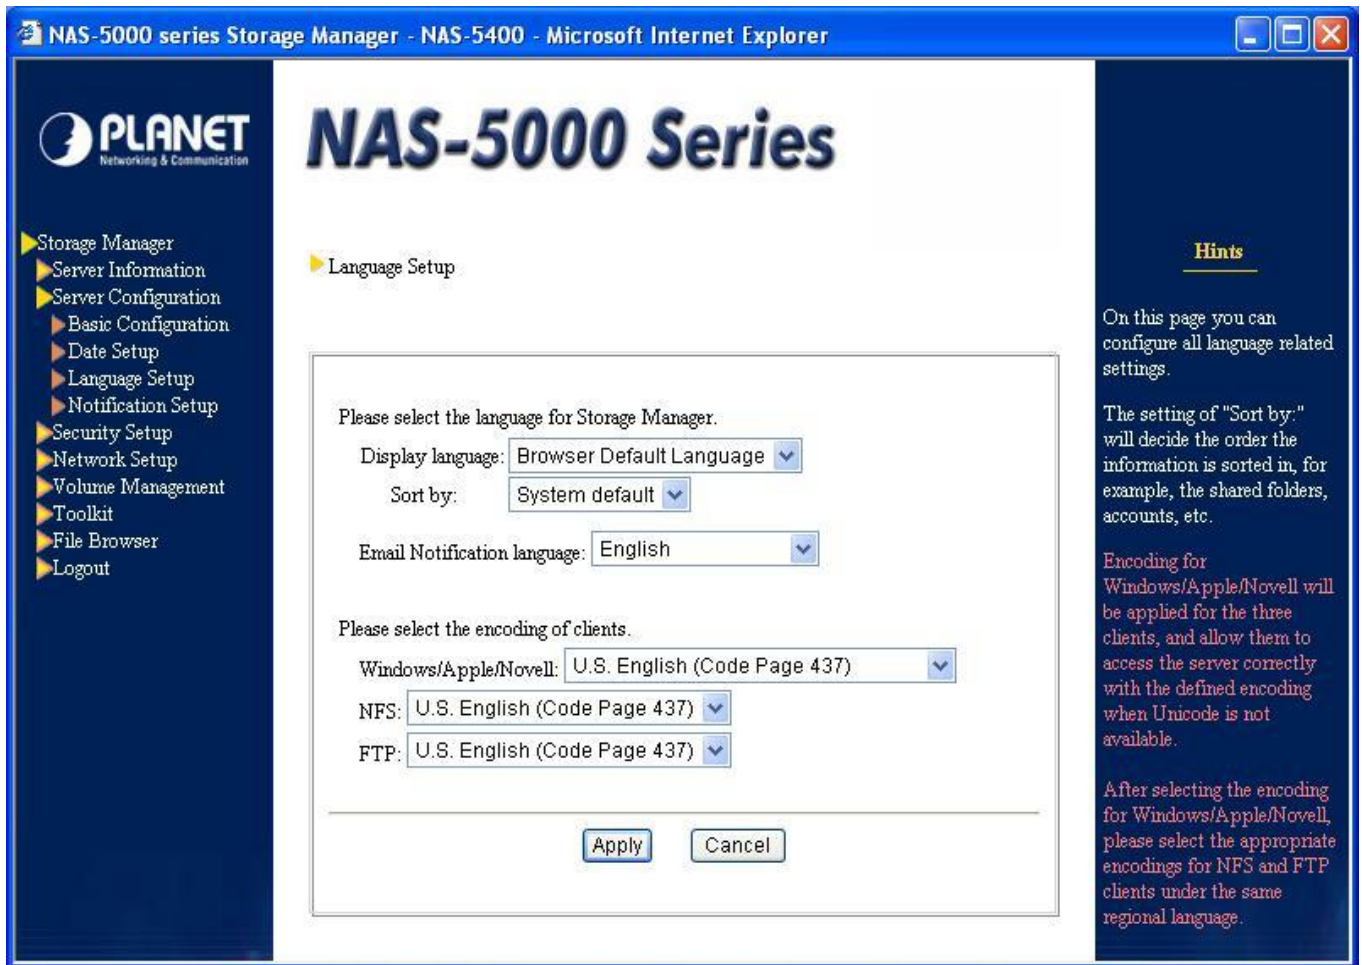 NAS-5000 series Storage Manager - NAS-5400 - Microsoft Internet Explorer
PLANET
Networking & Communication
NAS-5000 Series
Storage Manager
Server Information
Server Configuration
Basic Configuration
Date Setup
Language Setup
Notification Setup
Security Setup
Network Setup
Volume Management
Toolkit
File Browser
Logout
Language Setup
Please select the language for Storage Manager.
Display language: Browser Default Language
Sort by: System default
Email Notification language: English
Please select the encoding of clients.
Windows/Apple/Novell: U.S. English (Code Page 437)
NFS: U.S. English (Code Page 437)
FTP: U.S. English (Code Page 437)
Apply Cancel
Hints
On this page you can
configure all language related
settings.
The setting of "Sort by:"
will decide the order the
information is sorted in, for
example, the shared folders,
accounts, etc.
Encoding for
Windows/Apple/Novell will
be applied for the three
clients, and allow them to
access the server correctly
with the defined encoding
when Unicode is not
available.
After selecting the encoding
for Windows/Apple/Novell,
please select the appropriate
encodings for NFS and FTP
clients under the same
regional language.